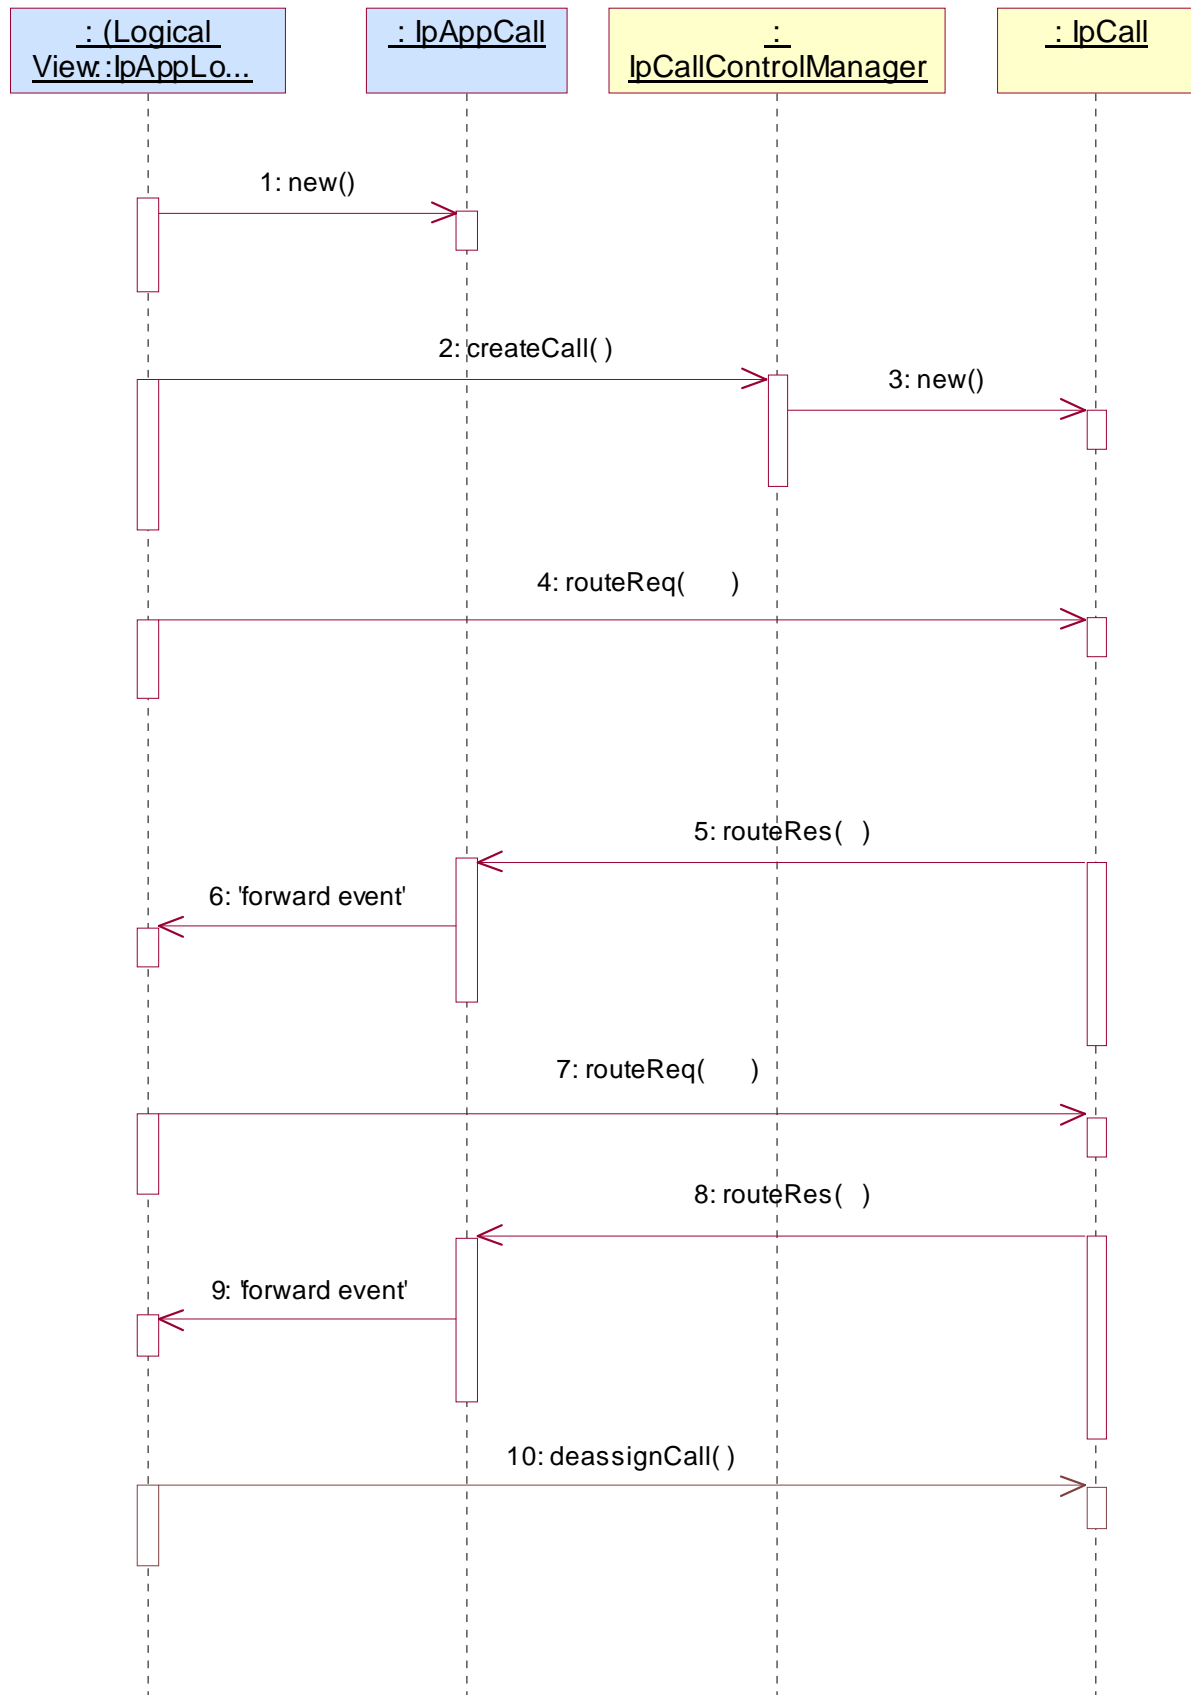 : (Logical
View::IpAppLo...
: IpAppCall
:
IpCallControlManager
: IpCall
1: new()
2: createCall( )
3: new()
4: routeReq(      )
5: routeRes(   )
6: 'forward event'
7: routeReq(      )
8: routeRes(   )
9: 'forward event'
10: deassignCall( )